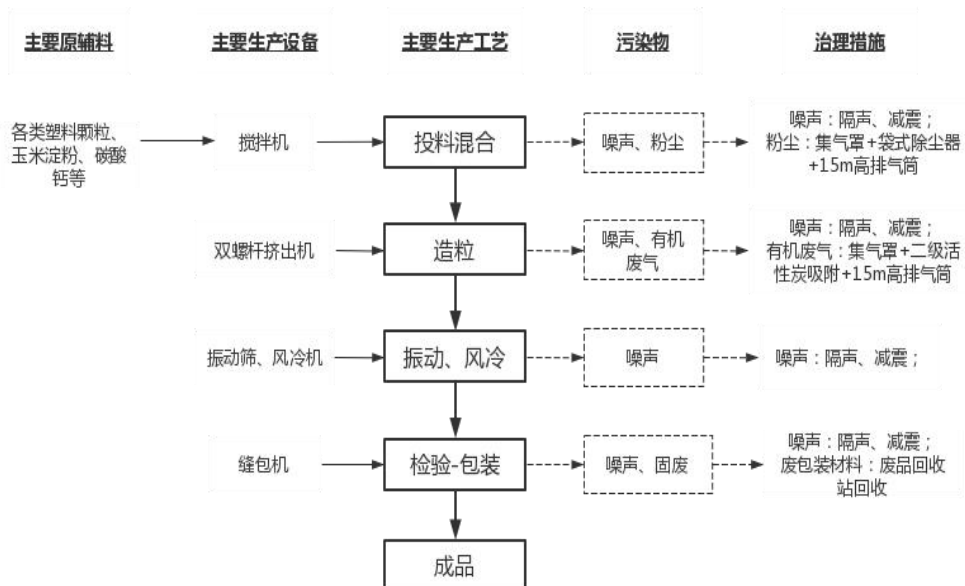 主要原辅料
主要生产设备
主要生产工艺
污染物
治理措施
各类塑料颗粒、
玉米淀粉、碳酸
钙等
搅拌机
投料混合
噪声、粉尘
噪声：隔声、减震；
粉尘：集气罩+袋式除尘器
+15m高排气筒
双螺杆挤出机
造粒
噪声、有机
废气
噪声：隔声、减震；
有机废气：集气罩+二级活
性炭吸附+15m高排气筒
振动筛、风冷机
振动、风冷
噪声
噪声：隔声、减震；
缝包机
检验-包装
噪声、固废
噪声：隔声、减震；
废包装材料：废品回收
站回收
成品